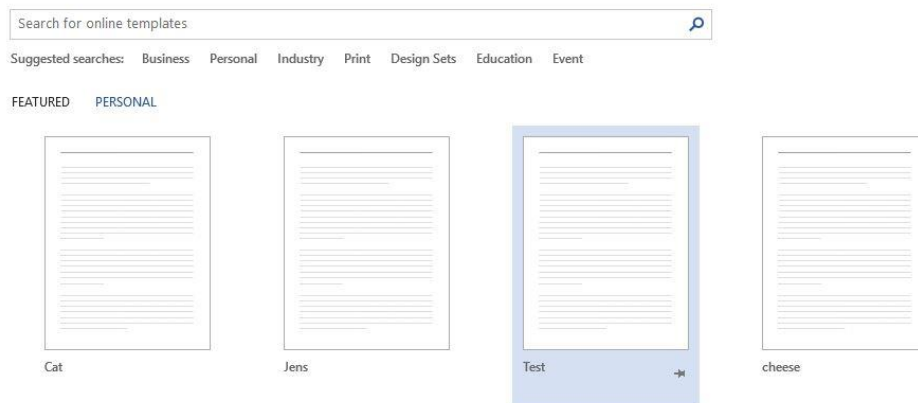 Search for online templates
Suggested searches: Business Personal Industry Print Design Sets Education Event
FEATURED PERSONAL
Cat Jens Test cheese